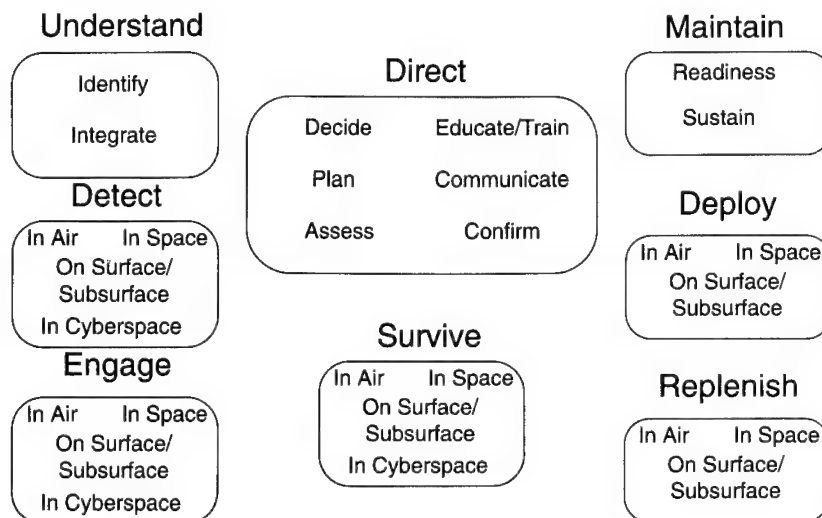 Understand
Identify
Integrate
Detect
In Air In Space
On Surface/
Subsurface
In Cyberspace
Engage
In Air In Space
On Surface/
Subsurface
In Cyberspace
Direct
Decide Educate/Train
Plan Communicate
Assess Confirm
Survive
In Air In Space
On Surface/
Subsurface
In Cyberspace
Maintain
Readiness
Sustain
Deploy
In Air In Space
On Surface/
Subsurface
Replenish
In Air In Space
On Surface/
Subsurface